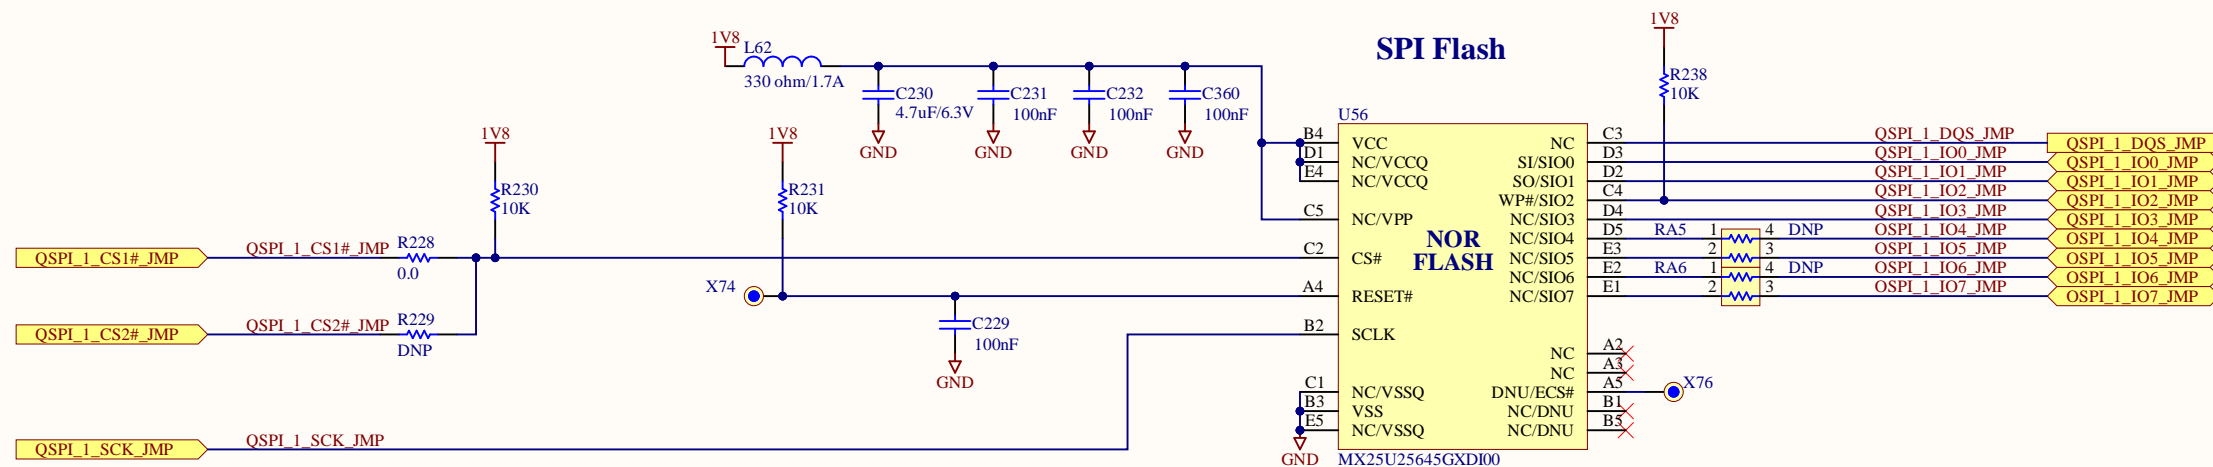 SPI Flash
1V8
L62
330 ohm/1.7A
C230
4.7uF/6.3V
GND
C231
100nF
GND
C232
100nF
GND
C360
100nF
GND
1V8
R238
10K
1V8
R230
10K
1V8
R231
10K
QSPI_1_CS1#_JMP
QSPI_1_CS1#_JMP
R228
0.0
QSPI_1_CS2#_JMP
QSPI_1_CS2#_JMP
R229
DNP
X74
C229
100nF
GND
QSPI_1_SCK_JMP
QSPI_1_SCK_JMP
U56
NOR
FLASH
B4 VCC
D1 NC/VCCQ
E4 NC/VCCQ
C5 NC/VPP
C2 CS#
A4 RESET#
B2 SCLK
C1 NC/VSSQ
B3 VSS
E5 NC/VSSQ
GND
MX25U25645GXDI00
NC C3 QSPI_1_DQS_JMP QSPI_1_DQS_JMP
SI/SIO0 D3 QSPI_1_IO0_JMP QSPI_1_IO0_JMP
SO/SIO1 D2 QSPI_1_IO1_JMP QSPI_1_IO1_JMP
WP#/SIO2 C4 QSPI_1_IO2_JMP QSPI_1_IO2_JMP
NC/SIO3 D4 QSPI_1_IO3_JMP QSPI_1_IO3_JMP
NC/SIO4 D5 RA5 1 4 DNP OSPI_1_IO4_JMP OSPI_1_IO4_JMP
NC/SIO5 E3 2 3 OSPI_1_IO5_JMP OSPI_1_IO5_JMP
NC/SIO6 E2 RA6 1 4 DNP OSPI_1_IO6_JMP OSPI_1_IO6_JMP
NC/SIO7 E1 2 3 OSPI_1_IO7_JMP OSPI_1_IO7_JMP
NC A2
NC A3
DNU/ECS# A5 X76
NC/DNU B1
NC/DNU B5